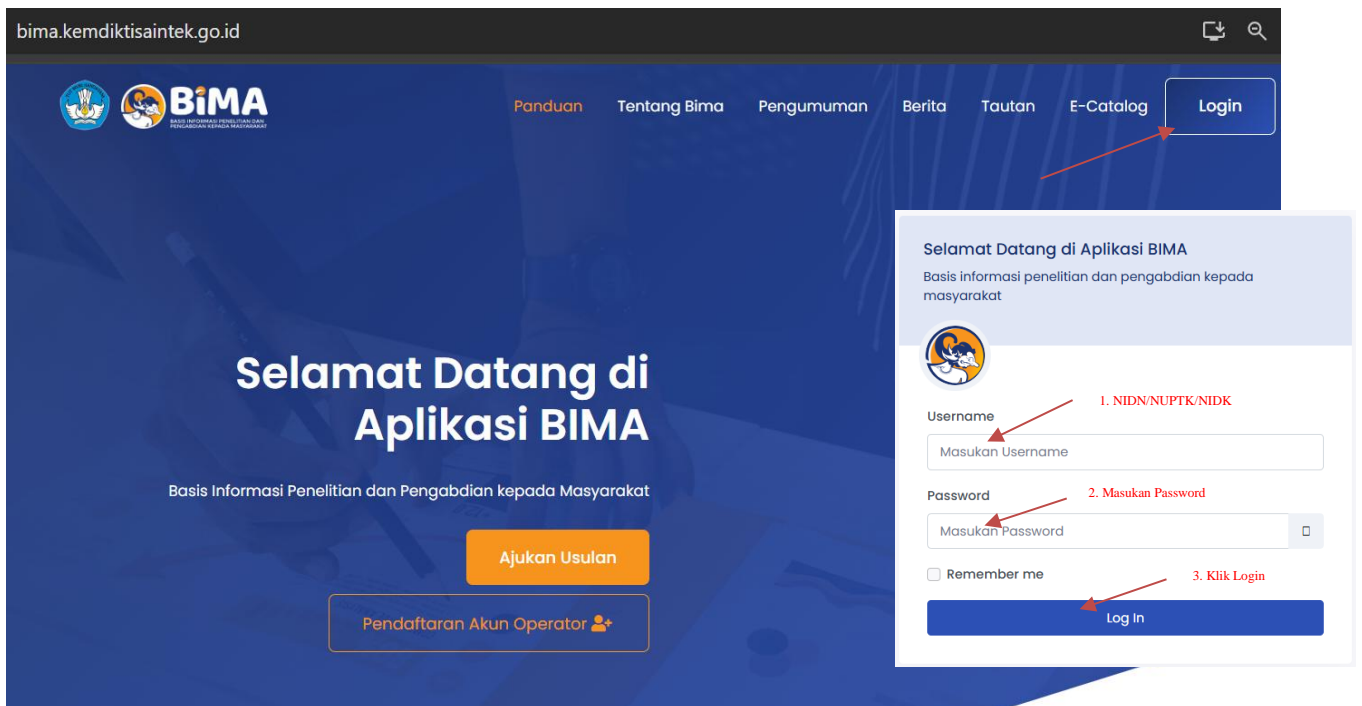 bima.kemdiktisaintek.go.id
BiMA
BASIS INFORMASI PENELITIAN DAN
PENGABDIAN KEPADA MASYARAKAT
Panduan Tentang Bima Pengumuman Berita Tautan E-Catalog Login
Selamat Datang di
Aplikasi BIMA
Basis Informasi Penelitian dan Pengabdian kepada Masyarakat
Ajukan Usulan
Pendaftaran Akun Operator
Selamat Datang di Aplikasi BIMA
Basis informasi penelitian dan pengabdian kepada
masyarakat
1. NIDN/NUPTK/NIDK
Username
Masukan Username
2. Masukan Password
Password
Masukan Password
Remember me
3. Klik Login
Log In